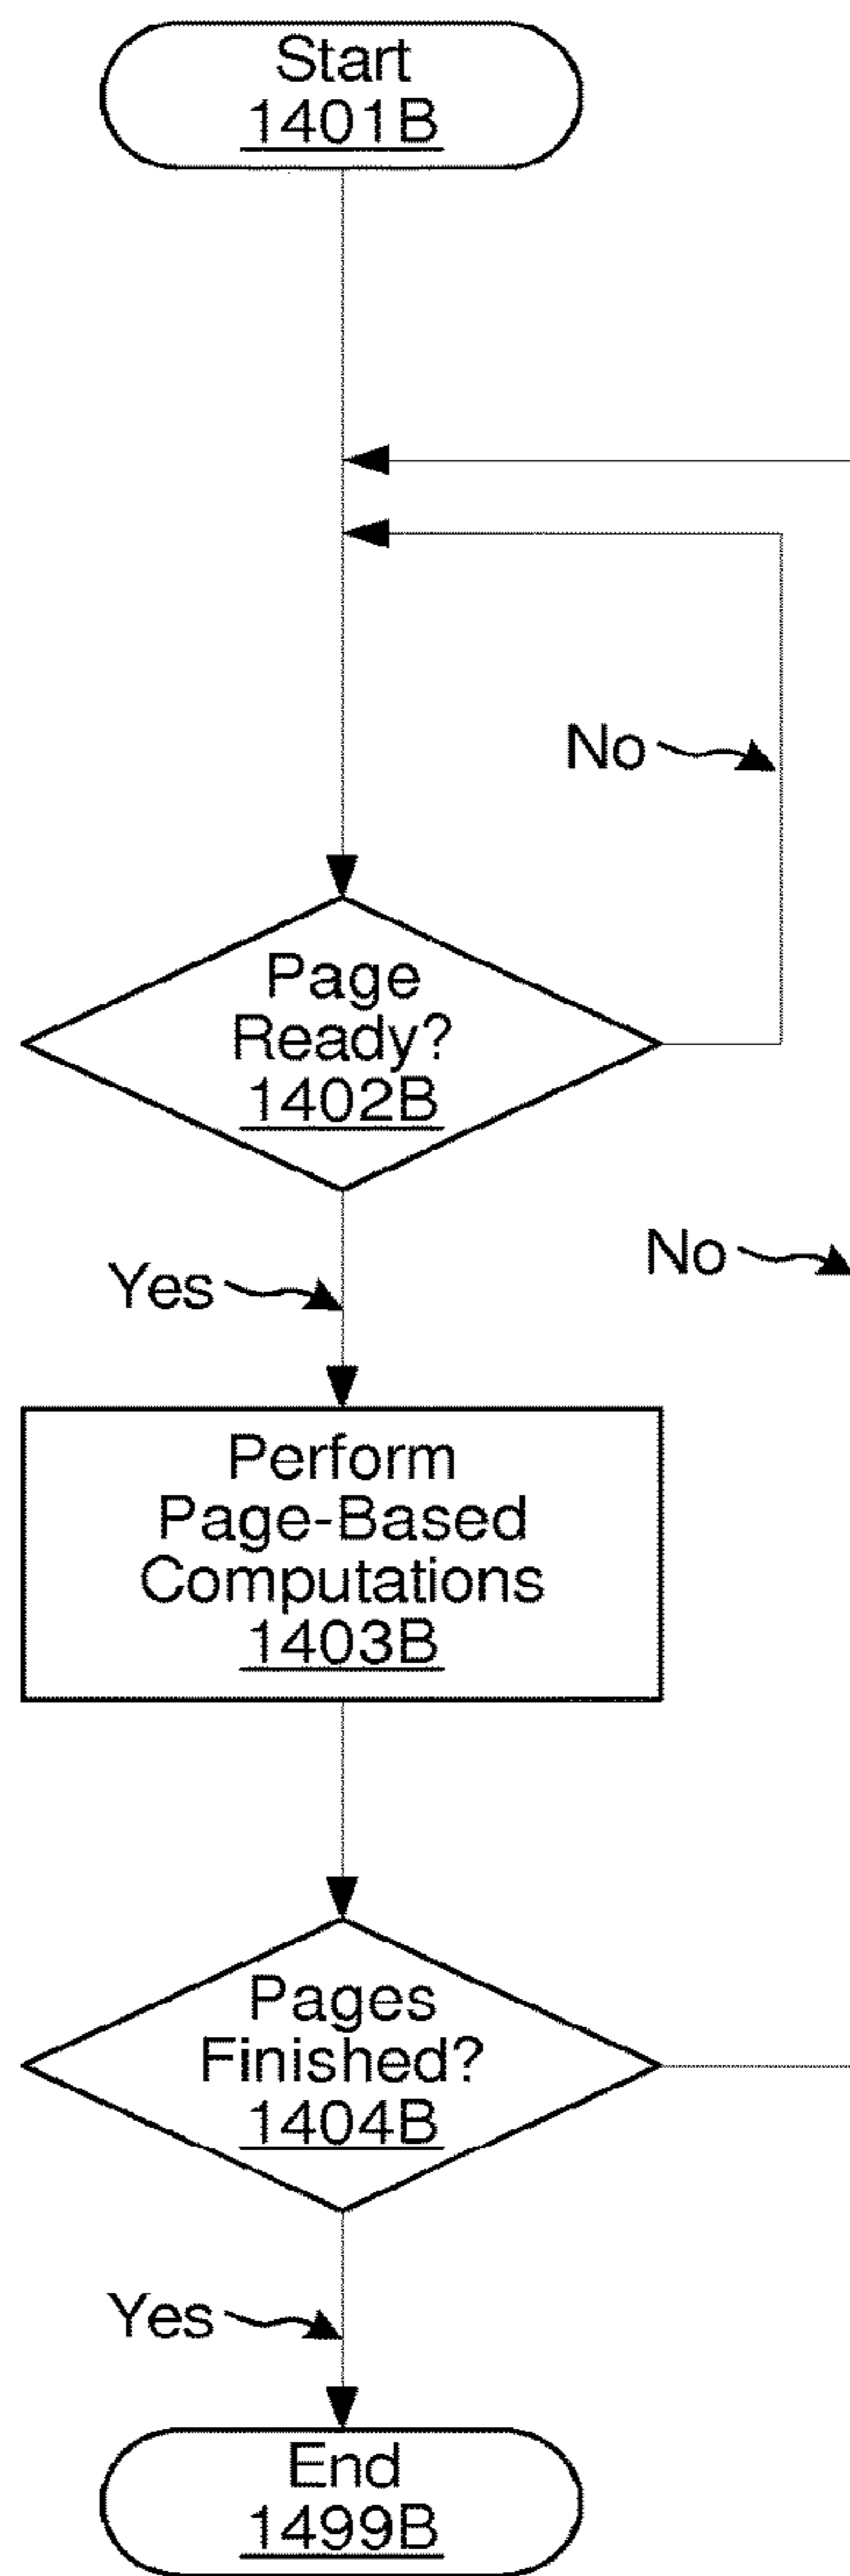 Start
1401B
No
Page
Ready?
1402B
No
Yes
Perform
Page-Based
Computations
1403B
Pages
Finished?
1404B
Yes
End
1499B